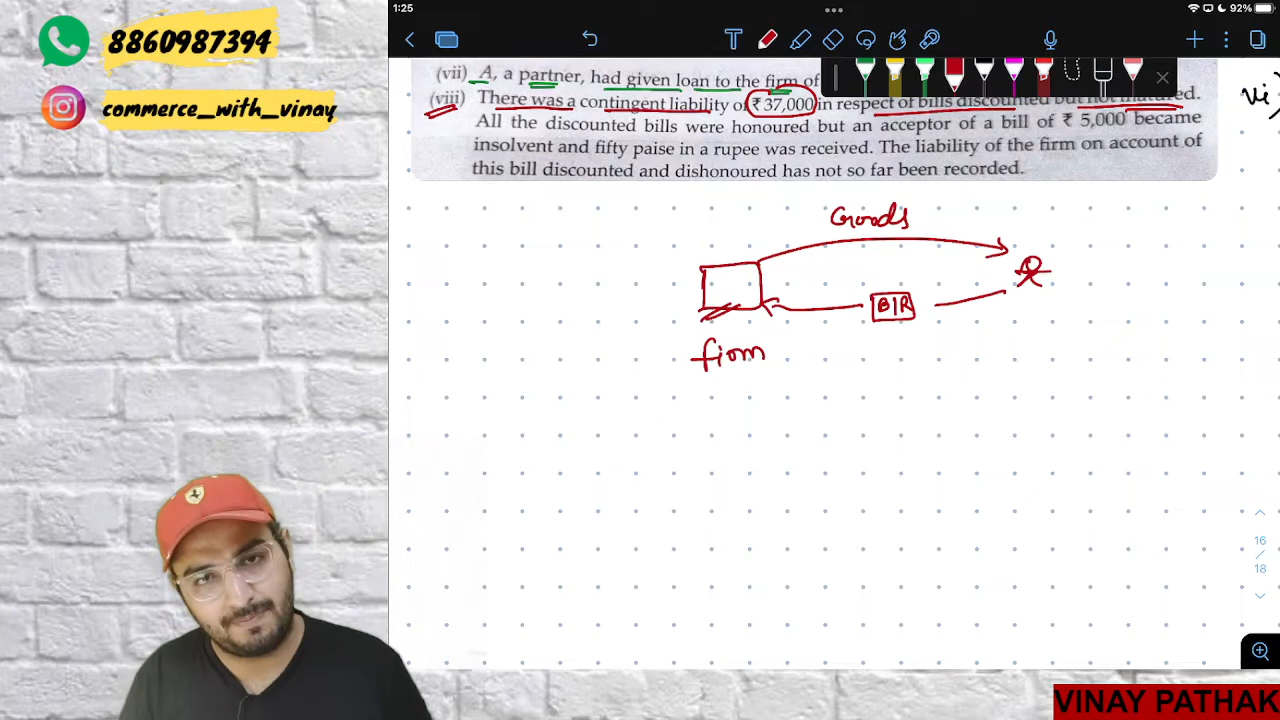 1:25
92%
8860987394
commerce_with_vinay
(vii) A, a partner, had given loan to the firm of
(viii) There was a contingent liability of ₹ 37,000 in respect of bills discounted but not matured.
All the discounted bills were honoured but an acceptor of a bill of ₹ 5,000 became
insolvent and fifty paise in a rupee was received. The liability of the firm on account of
this bill discounted and dishonoured has not so far been recorded.
Goods
B/R
firm
16
/
18
VINAY PATHAK